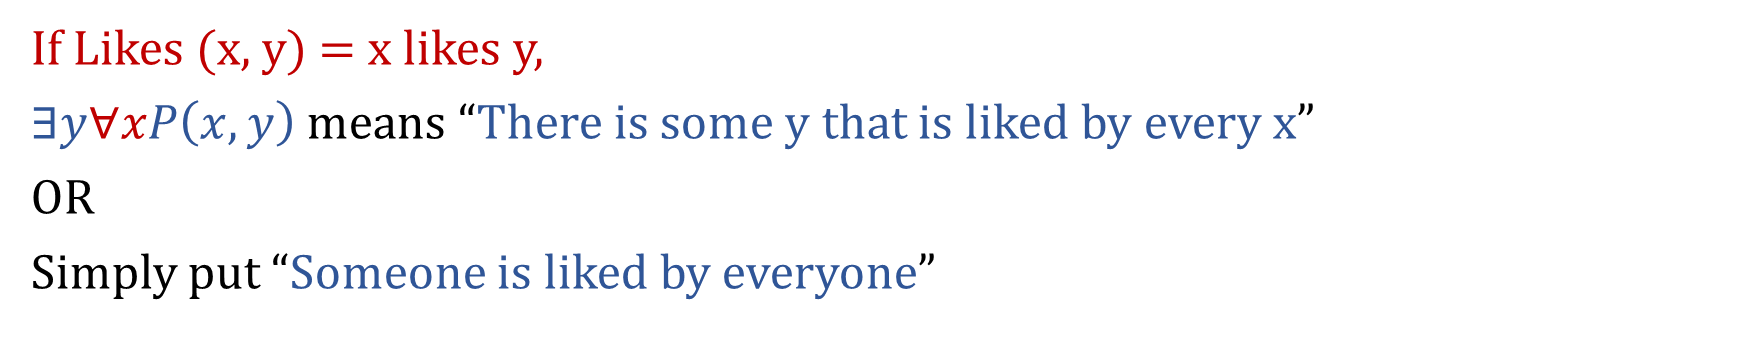 If Likes (x, y) = x likes y,
∃y∀xP(x, y) means “There is some y that is liked by every x”
OR
Simply put “Someone is liked by everyone”